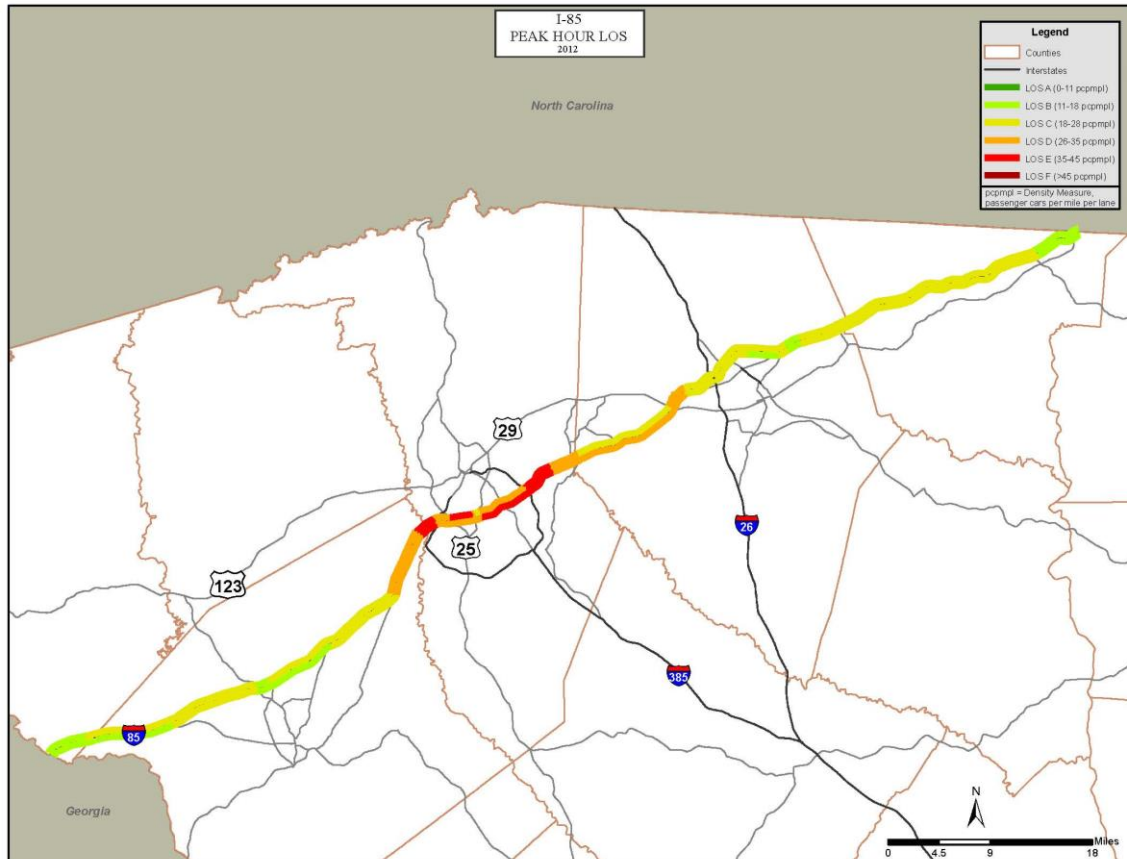 I-85
PEAK HOUR LOS
2012
Legend
Counties
Interstates
LOS A (0-11 pcpmpl)
LOS B (11-18 pcpmpl)
LOS C (18-28 pcpmpl)
LOS D (26-35 pcpmpl)
LOS E (35-45 pcpmpl)
LOS F (>45 pcpmpl)
pcpmpl = Density Measure,
passenger cars per mile per lane
North Carolina
29
26
25
123
385
85
Georgia
N
Miles
0 4.5 9 18